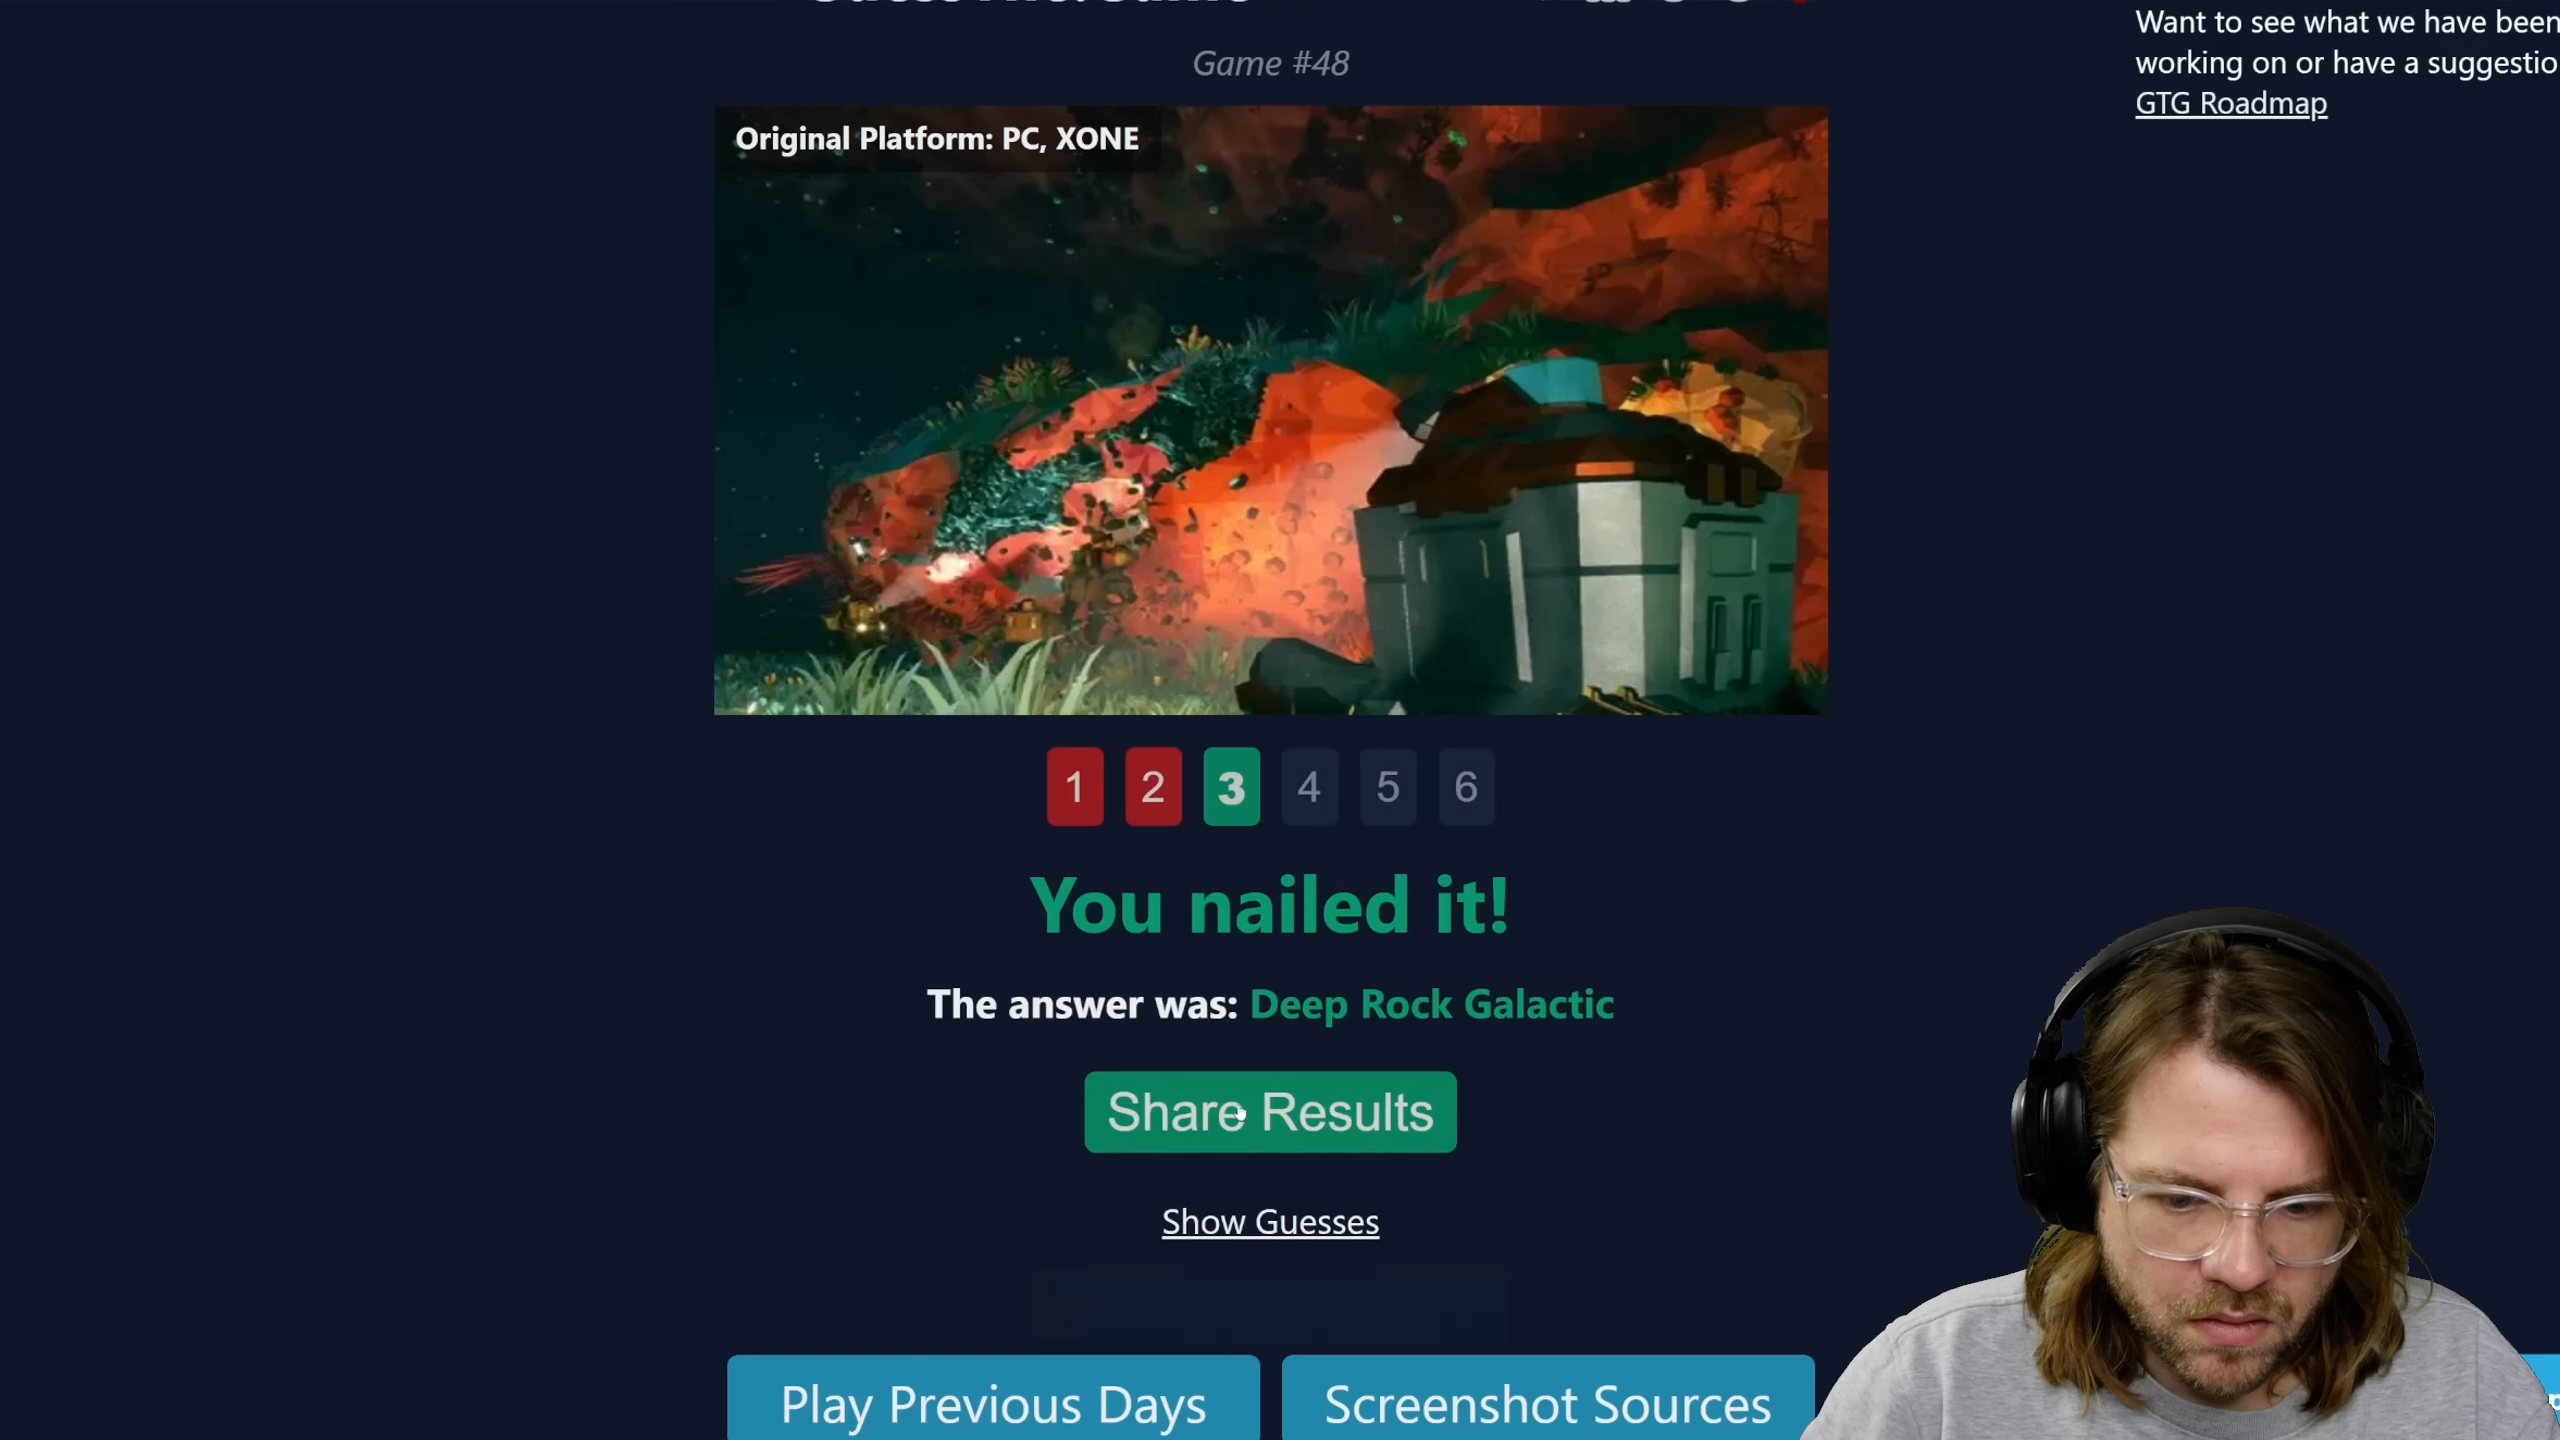 Game #48
Want to see what we have been
working on or have a suggestio
GTG Roadmap
Original Platform: PC, XONE
1 2 3 4 5 6
You nailed it!
The answer was: Deep Rock Galactic
Share Results
Show Guesses
Play Previous Days
Screenshot Sources